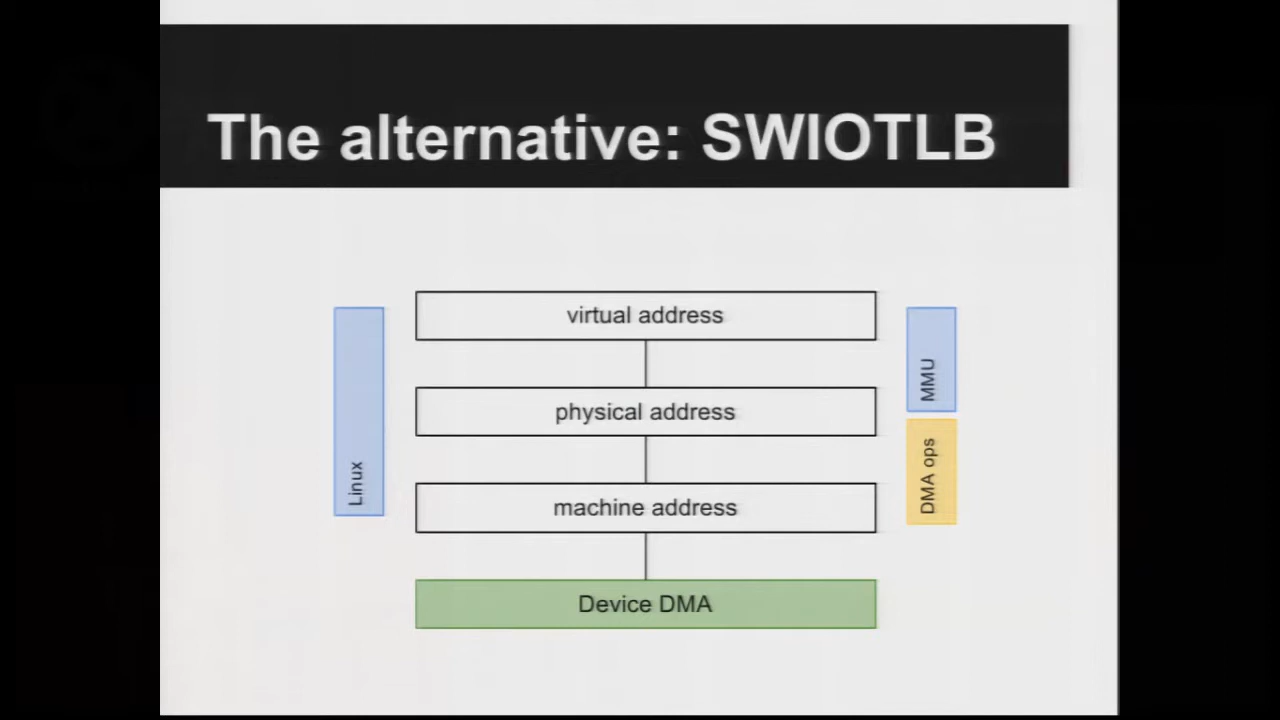 The alternative: SWIOTLB
virtual address
physical address
machine address
Device DMA
Linux
MMU
DMA ops